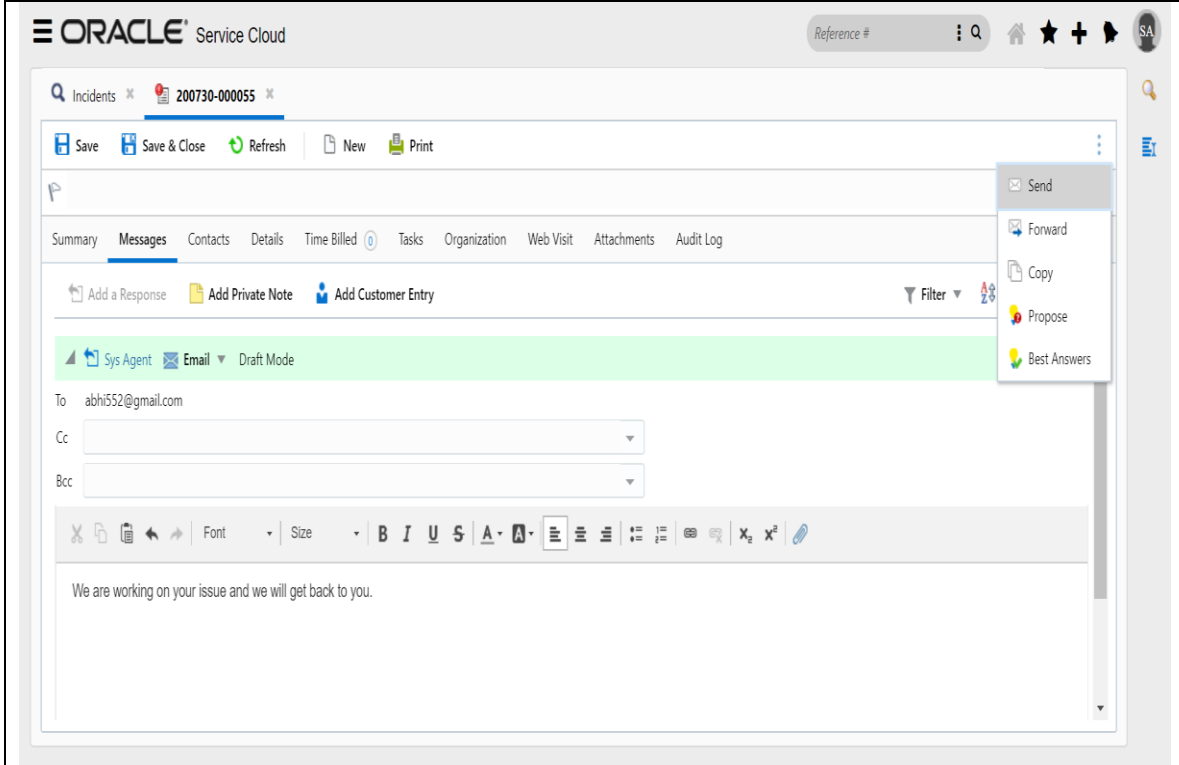 ORACLE Service Cloud
Reference #
SA
Incidents
200730-000055
Save Save & Close Refresh New Print
Send
Forward
Copy
Propose
Best Answers
Summary Messages Contacts Details Time Billed 0 Tasks Organization Web Visit Attachments Audit Log
Add a Response Add Private Note Add Customer Entry Filter
Sys Agent Email Draft Mode
To abhi552@gmail.com
Cc
Bcc
Font Size B I U S A A X₂ X²
We are working on your issue and we will get back to you.